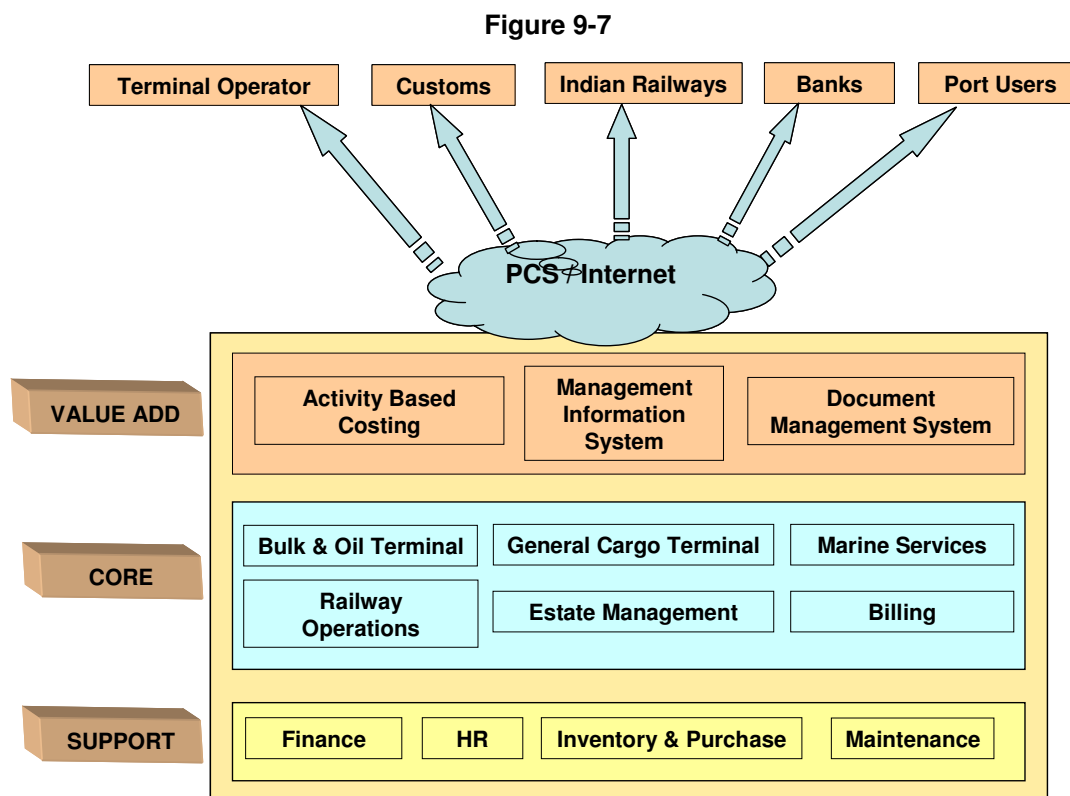 Figure 9-7
Terminal Operator
Customs
Indian Railways
Banks
Port Users
PCS / Internet
VALUE ADD
Activity Based
Costing
Management
Information
System
Document
Management System
CORE
Bulk & Oil Terminal
General Cargo Terminal
Marine Services
Railway
Operations
Estate Management
Billing
SUPPORT
Finance
HR
Inventory & Purchase
Maintenance